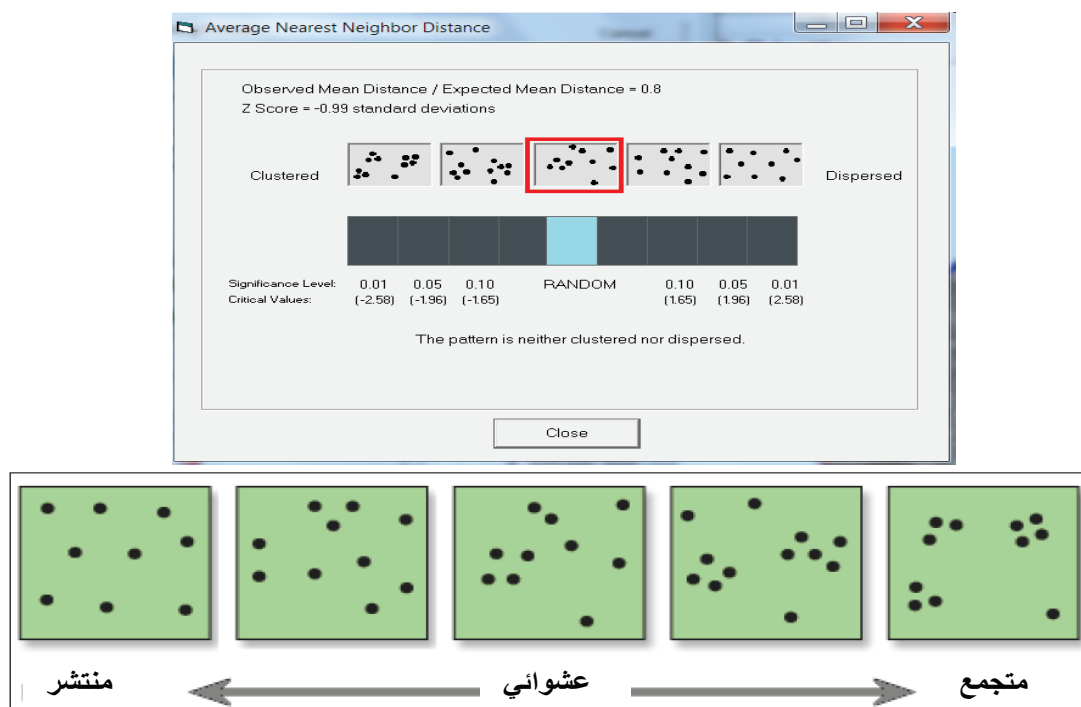 Average Nearest Neighbor Distance
Observed Mean Distance / Expected Mean Distance = 0.8
Z Score = -0.99 standard deviations
Clustered
Dispersed
Significance Level: 0.01 0.05 0.10 RANDOM 0.10 0.05 0.01
Critical Values: (-2.58) (-1.96) (-1.65) (1.65) (1.96) (2.58)
The pattern is neither clustered nor dispersed.
Close
متجمع عشوائي منتشر